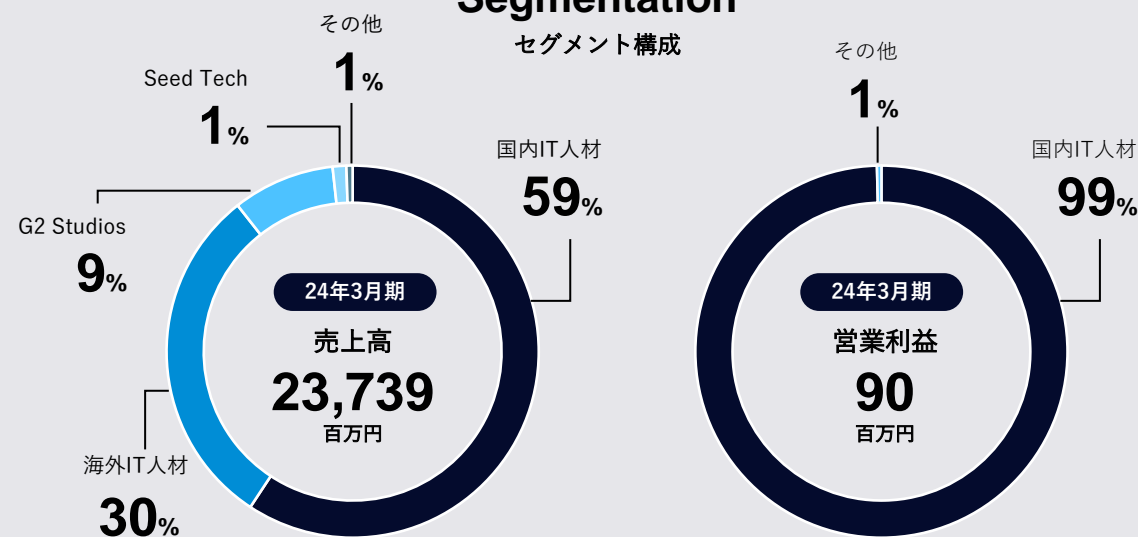 Segmentation
セグメント構成
その他
1%
Seed Tech
1%
G2 Studios
9%
海外IT人材
30%
国内IT人材
59%
24年3月期
売上高
23,739
百万円
その他
1%
国内IT人材
99%
24年3月期
営業利益
90
百万円